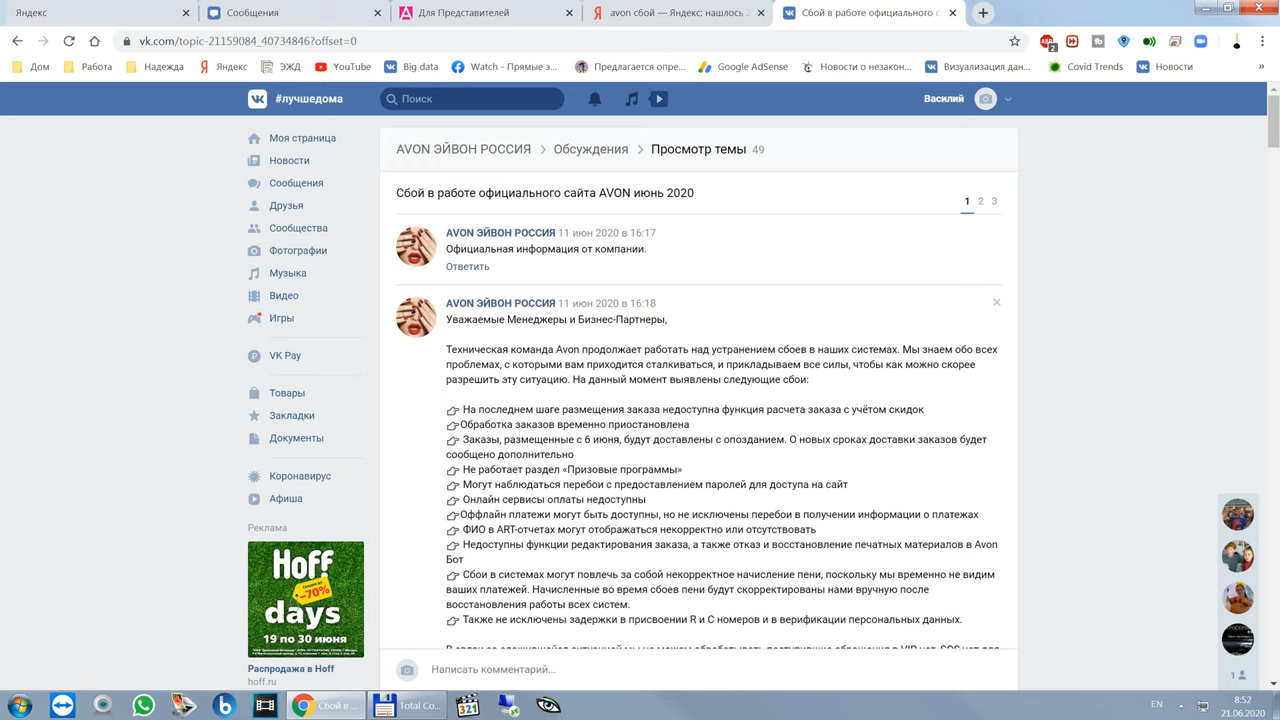 Яндекс
Сообщения
Для Представителей
avon сбой — Яндекс: нашлось 2
Сбой в работе официального с
vk.com/topic-21159084_40734846?offset=0
Дом
Работа
Надежда
Яндекс
ЭЖД
YouTube
Big data
Watch - Прямые э...
Предлагается опре...
Google AdSense
Новости о незакон...
Визуализация дан...
Covid Trends
Новости
»
#лучшедома
Поиск
Василий
Моя страница
Новости
Сообщения
Друзья
Сообщества
Фотографии
Музыка
Видео
Игры
VK Pay
Товары
Закладки
Документы
Коронавирус
Афиша
Реклама
Hoff
Скидки до
–70%
days
19 по 30 июня
Распродажа в Hoff
hoff.ru
AVON ЭЙВОН РОССИЯ > Обсуждения > Просмотр темы 49
Сбой в работе официального сайта AVON июнь 2020
1 2 3
AVON ЭЙВОН РОССИЯ 11 июн 2020 в 16:17
Официальная информация от компании.
Ответить
AVON ЭЙВОН РОССИЯ 11 июн 2020 в 16:18
Уважаемые Менеджеры и Бизнес-Партнеры,
Техническая команда Avon продолжает работать над устранением сбоев в наших системах. Мы знаем обо всех
проблемах, с которыми вам приходится сталкиваться, и прикладываем все силы, чтобы как можно скорее
разрешить эту ситуацию. На данный момент выявлены следующие сбои:
👉 На последнем шаге размещения заказа недоступна функция расчета заказа с учётом скидок
👉Обработка заказов временно приостановлена
👉 Заказы, размещенные с 6 июня, будут доставлены с опозданием. О новых сроках доставки заказов будет
сообщено дополнительно
👉 Не работает раздел «Призовые программы»
👉 Могут наблюдаться перебои с предоставлением паролей для доступа на сайт
👉 Онлайн сервисы оплаты недоступны
👉Оффлайн платежи могут быть доступны, но не исключены перебои в получении информации о платежах
👉 ФИО в ART-отчетах могут отображаться некорректно или отсутствовать
👉 Недоступны функции редактирования заказа, а также отказ и восстановление печатных материалов в Avon
Бот
👉 Сбои в системах могут повлечь за собой некорректное начисление пени, поскольку мы временно не видим
ваших платежей. Начисленные во время сбоев пени будут скорректированы нами вручную после
восстановления работы всех систем.
👉 Также не исключены задержки в присвоении R и C номеров и в верификации персональных данных.
Написать комментарий...
1
Сбой в ...
Total Co...
321
EN
8:52
21.06.2020